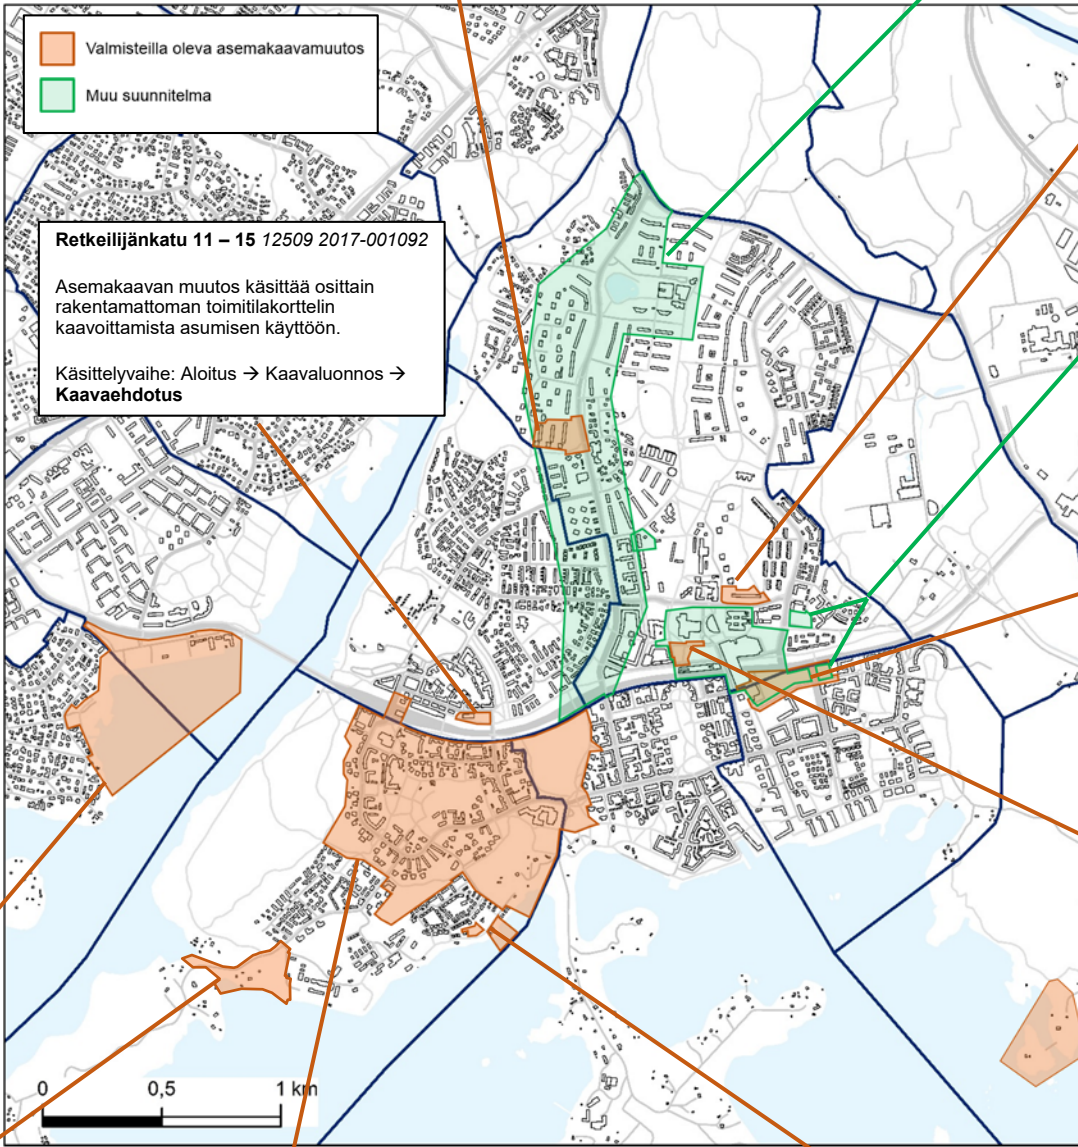 Valmisteilla oleva asemakaavamuutos
Muu suunnitelma
Retkeilijänkatu 11 – 15 12509 2017-001092
Asemakaavan muutos käsittää osittain
rakentamattoman toimitilakorttelin
kaavoittamista asumisen käyttöön.
Käsittelyvaihe: Aloitus → Kaavaluonnos →
Kaavaehdotus
0 0,5 1 km